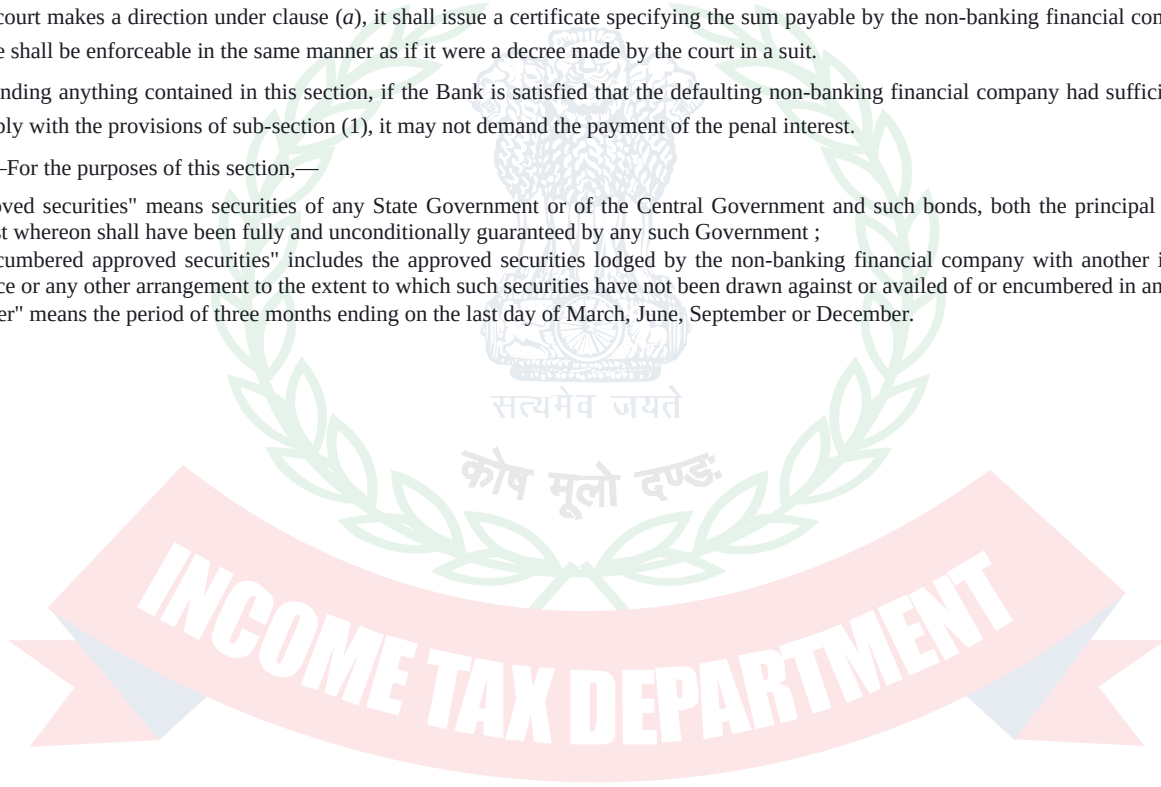 court makes a direction under clause (a), it shall issue a certificate specifying the sum payable by the non-banking financial con
e shall be enforceable in the same manner as if it were a decree made by the court in a suit.
nding anything contained in this section, if the Bank is satisfied that the defaulting non-banking financial company had suffici
ply with the provisions of sub-section (1), it may not demand the payment of the penal interest.
—For the purposes of this section,—
oved securities" means securities of any State Government or of the Central Government and such bonds, both the principal
st whereon shall have been fully and unconditionally guaranteed by any such Government ;
cumbered approved securities" includes the approved securities lodged by the non-banking financial company with another i
ce or any other arrangement to the extent to which such securities have not been drawn against or availed of or encumbered in an
er" means the period of three months ending on the last day of March, June, September or December.
सत्यमेव जयते
कोष मूलो दण्डः
INCOME TAX DEPARTMENT